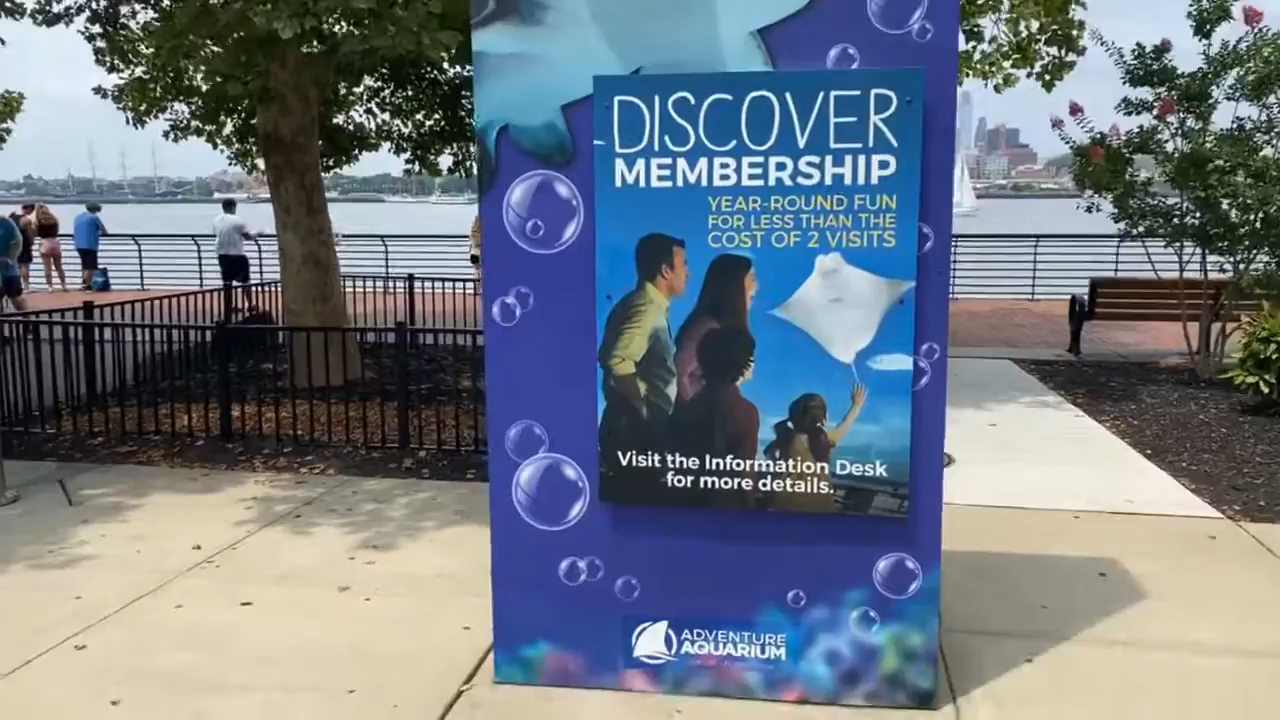 DISCOVER
MEMBERSHIP
YEAR-ROUND FUN
FOR LESS THAN THE
COST OF 2 VISITS
Visit the Information Desk
for more details.
ADVENTURE
AQUARIUM